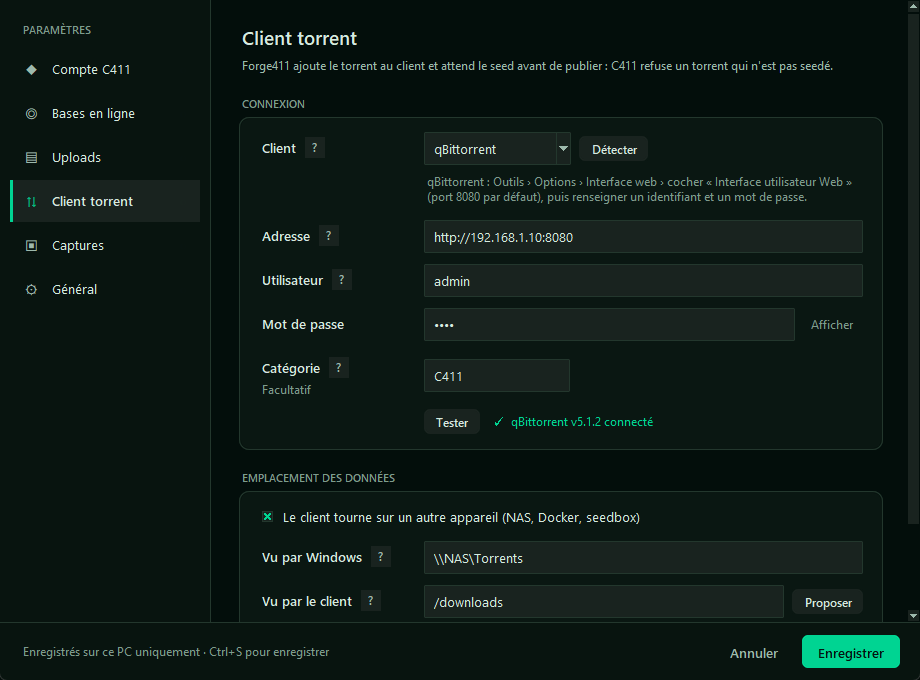 PARAMÈTRES
Compte C411
Bases en ligne
Uploads
Client torrent
Captures
Général
Client torrent
Forge411 ajoute le torrent au client et attend le seed avant de publier : C411 refuse un torrent qui n'est pas seedé.
CONNEXION
Client ? qBittorrent Détecter
qBittorrent : Outils › Options › Interface web › cocher « Interface utilisateur Web »
(port 8080 par défaut), puis renseigner un identifiant et un mot de passe.
Adresse ? http://192.168.1.10:8080
Utilisateur ? admin
Mot de passe •••• Afficher
Catégorie ? C411
Facultatif
Tester ✓ qBittorrent v5.1.2 connecté
EMPLACEMENT DES DONNÉES
Le client tourne sur un autre appareil (NAS, Docker, seedbox)
Vu par Windows ? \\NAS\Torrents
Vu par le client ? /downloads Proposer
Enregistrés sur ce PC uniquement · Ctrl+S pour enregistrer
Annuler Enregistrer